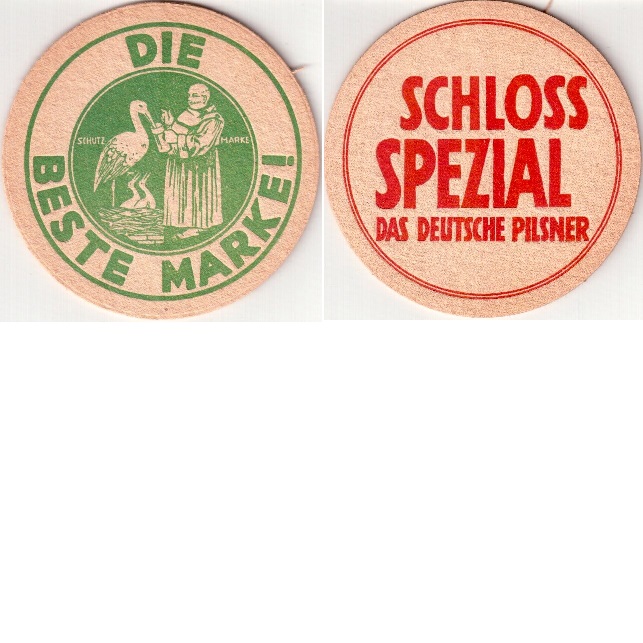 DIE
SCHUTZ MARKE
BESTE MARKE!
SCHLOSS
SPEZIAL
DAS DEUTSCHE PILSNER